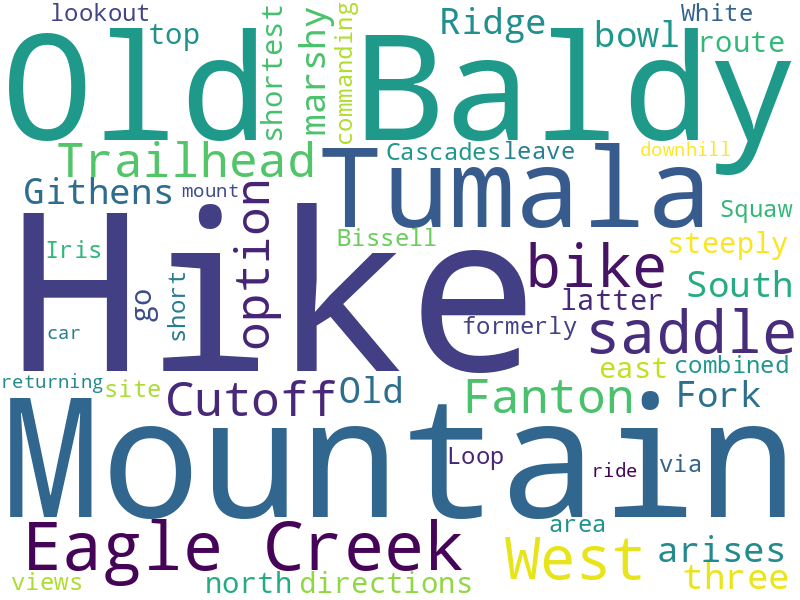 lookout
top
shortest
marshy
commanding
Ridge
White
bowl
route
Old Baldy
Trailhead
Cascades
leave
downhill
Githens
mount
Tumala
Squaw
option
Iris
Bissell
steeply
Hike
bike
South
go
short
latter
car
formerly
saddle
returning
site
Cutoff
Old
east
combined
Fanton
Fork
Mountain
Loop
ride
via
Eagle Creek
area
West
arises
views
north
directions
three